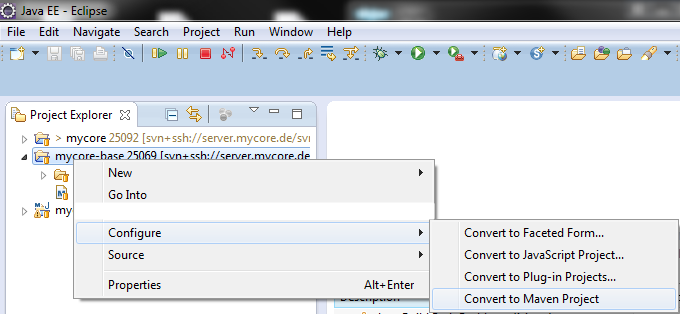 Java EE - Eclipse
File Edit Navigate Search Project Run Window Help
Project Explorer
> mycore 25092 [svn+ssh://server.mycore.de/svn
mycore-base 25069 [svn+ssh://server.mycore.de
my
New
Go Into
Configure
Source
Properties Alt+Enter
Convert to Faceted Form...
Convert to JavaScript Project...
Convert to Plug-in Projects...
Convert to Maven Project
Description